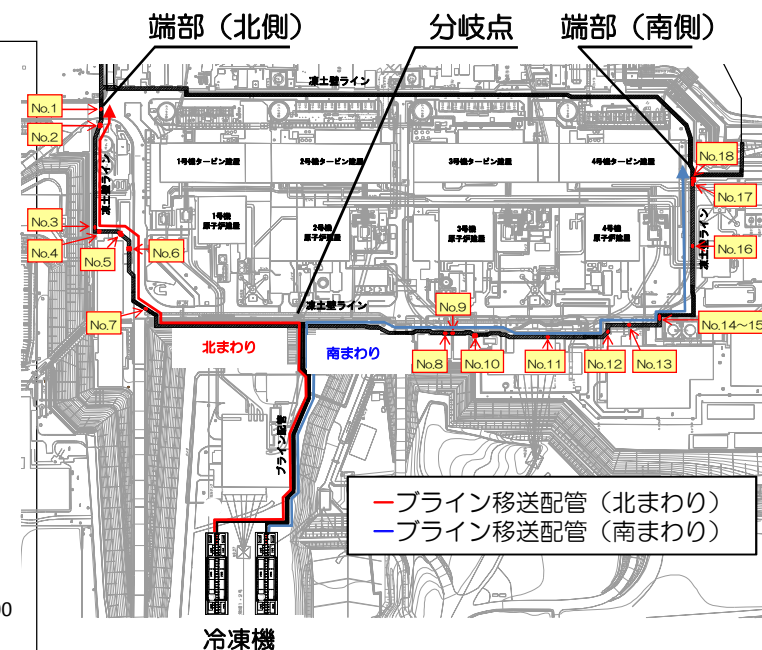 端部（北側）
分岐点
端部（南側）
凍土壁ライン
No.1
No.2
1号機タービン建屋
2号機タービン建屋
3号機タービン建屋
4号機タービン建屋
No.18
No.17
凍土壁ライン
No.3
No.4
No.5
No.6
1号機
原子炉建屋
2号機
原子炉建屋
3号機
原子炉建屋
4号機
原子炉建屋
凍土壁ライン
No.16
凍土壁ライン
No.7
No.9
No.14～15
北まわり
南まわり
No.8
No.10
No.11
No.12
No.13
ブライン配管
ブライン移送配管（北まわり）
ブライン移送配管（南まわり）
冷凍機